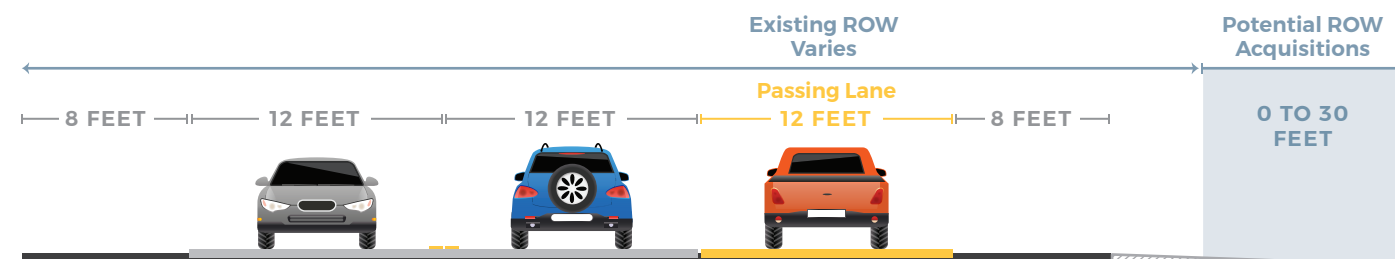 Existing ROW
Varies
Potential ROW
Acquisitions
Passing Lane
8 FEET
12 FEET
12 FEET
12 FEET
8 FEET
0 TO 30
FEET